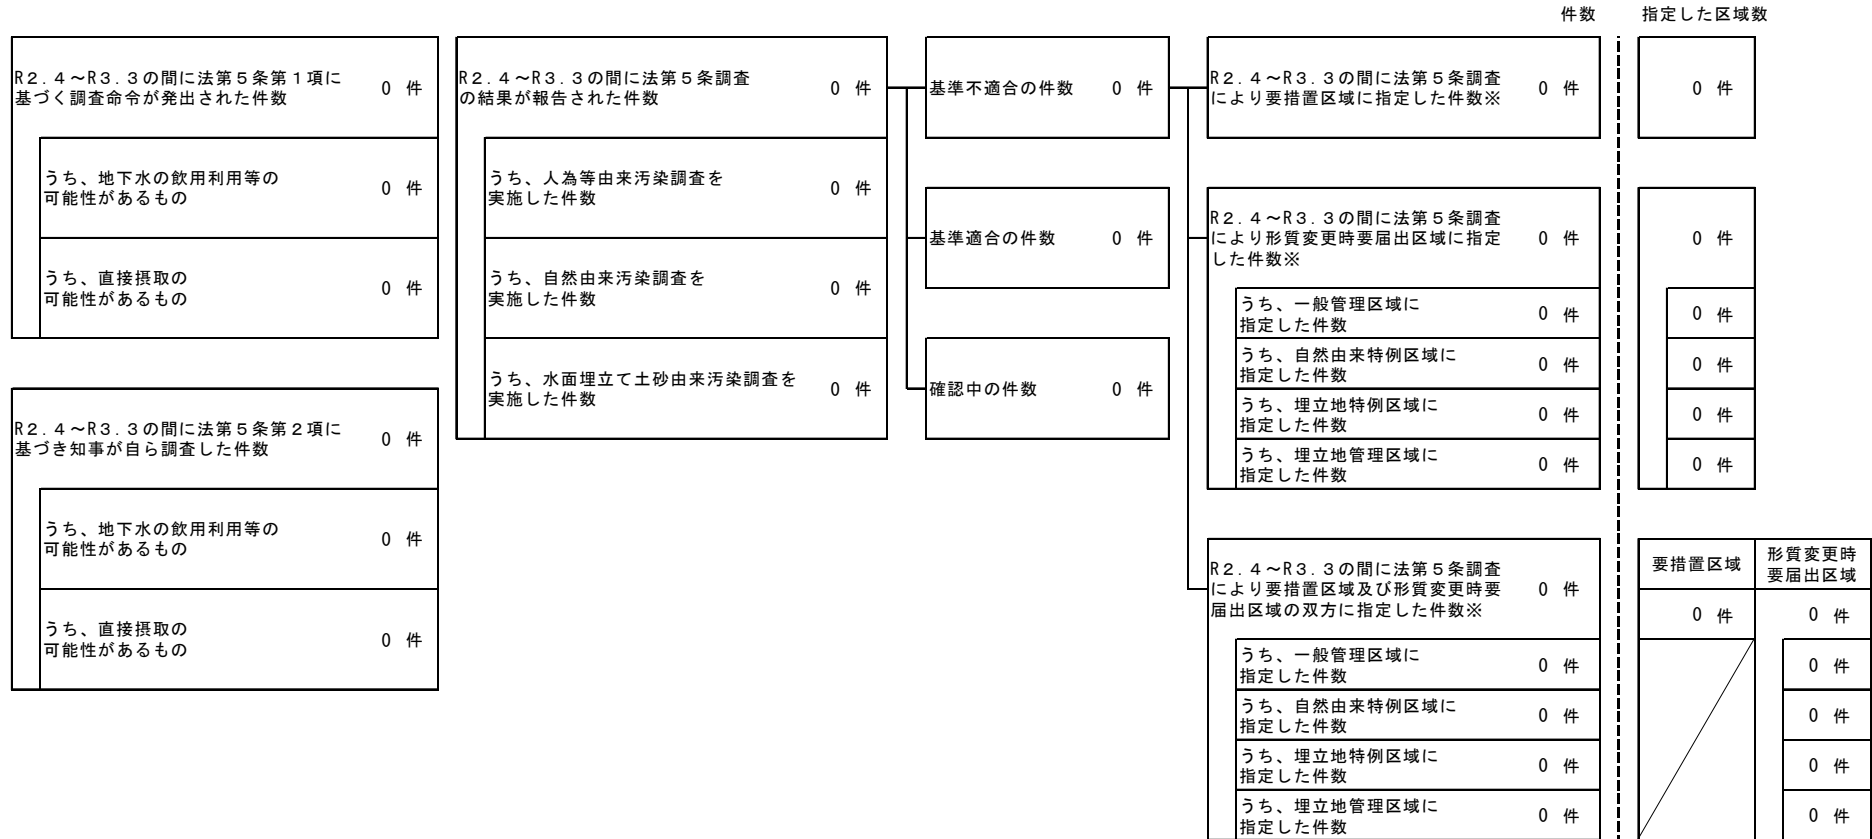 件数 指定した区域数
R2.4～R3.3の間に法第5条第1項に
基づく調査命令が発出された件数 0 件
うち、地下水の飲用利用等の
可能性があるもの 0 件
うち、直接摂取の
可能性があるもの 0 件
R2.4～R3.3の間に法第5条第2項に
基づき知事が自ら調査した件数 0 件
うち、地下水の飲用利用等の
可能性があるもの 0 件
うち、直接摂取の
可能性があるもの 0 件
R2.4～R3.3の間に法第5条調査
の結果が報告された件数 0 件
うち、人為等由来汚染調査を
実施した件数 0 件
うち、自然由来汚染調査を
実施した件数 0 件
うち、水面埋立て土砂由来汚染調査を
実施した件数 0 件
基準不適合の件数 0 件
基準適合の件数 0 件
確認中の件数 0 件
R2.4～R3.3の間に法第5条調査
により要措置区域に指定した件数※ 0 件
0 件
R2.4～R3.3の間に法第5条調査
により形質変更時要届出区域に指定
した件数※ 0 件
0 件
うち、一般管理区域に
指定した件数 0 件
0 件
うち、自然由来特例区域に
指定した件数 0 件
0 件
うち、埋立地特例区域に
指定した件数 0 件
0 件
うち、埋立地管理区域に
指定した件数 0 件
0 件
R2.4～R3.3の間に法第5条調査
により要措置区域及び形質変更時要
届出区域の双方に指定した件数※ 0 件
要措置区域
形質変更時
要届出区域
0 件 0 件
うち、一般管理区域に
指定した件数 0 件
0 件
うち、自然由来特例区域に
指定した件数 0 件
0 件
うち、埋立地特例区域に
指定した件数 0 件
0 件
うち、埋立地管理区域に
指定した件数 0 件
0 件